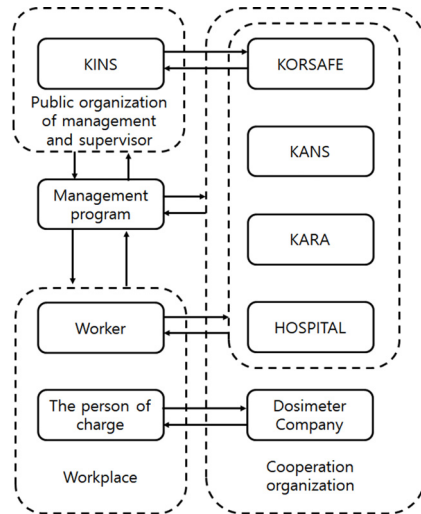 KINS
Public organization
of management
and supervisor
Management
program
Worker
The person of
charge
Workplace
KORSAFE
KANS
KARA
HOSPITAL
Dosimeter
Company
Cooperation
organization